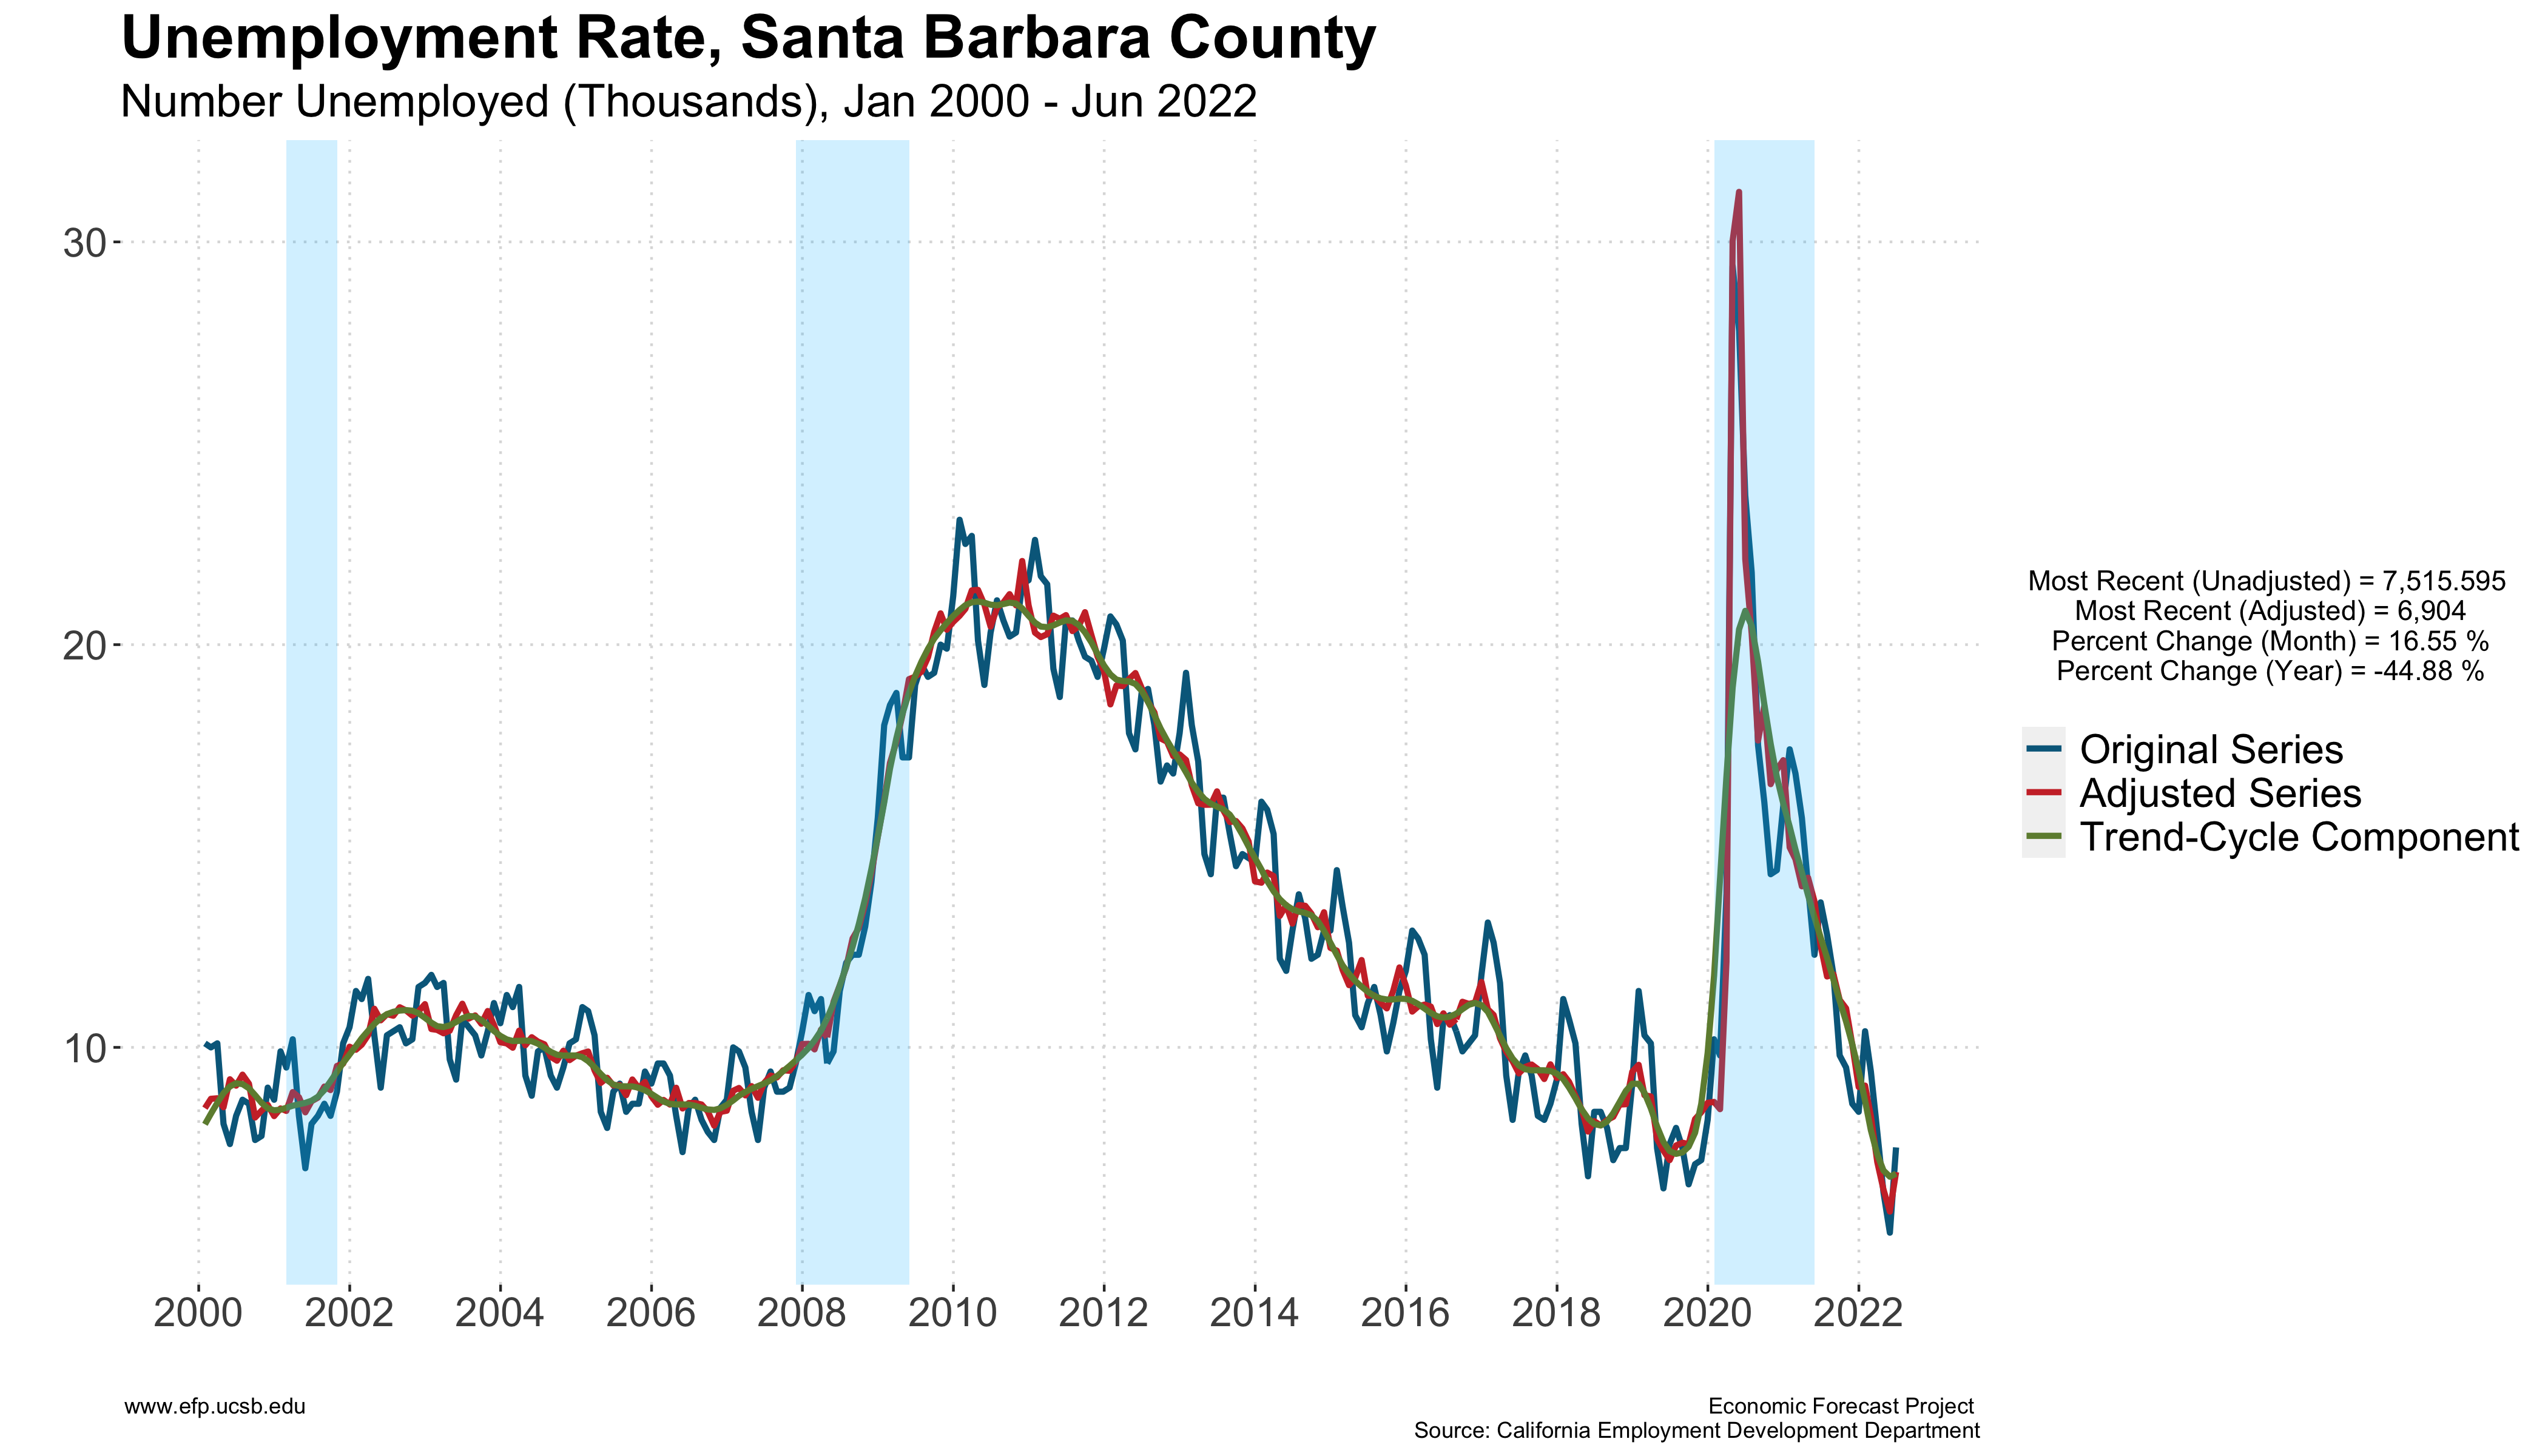 Unemployment Rate, Santa Barbara County
Number Unemployed (Thousands), Jan 2000 - Jun 2022
30
20
10
2000 2002 2004 2006 2008 2010 2012 2014 2016 2018 2020 2022
Most Recent (Unadjusted) = 7,515.595
Most Recent (Adjusted) = 6,904
Percent Change (Month) = 16.55 %
Percent Change (Year) = -44.88 %
Original Series
Adjusted Series
Trend-Cycle Component
www.efp.ucsb.edu
Economic Forecast Project
Source: California Employment Development Department